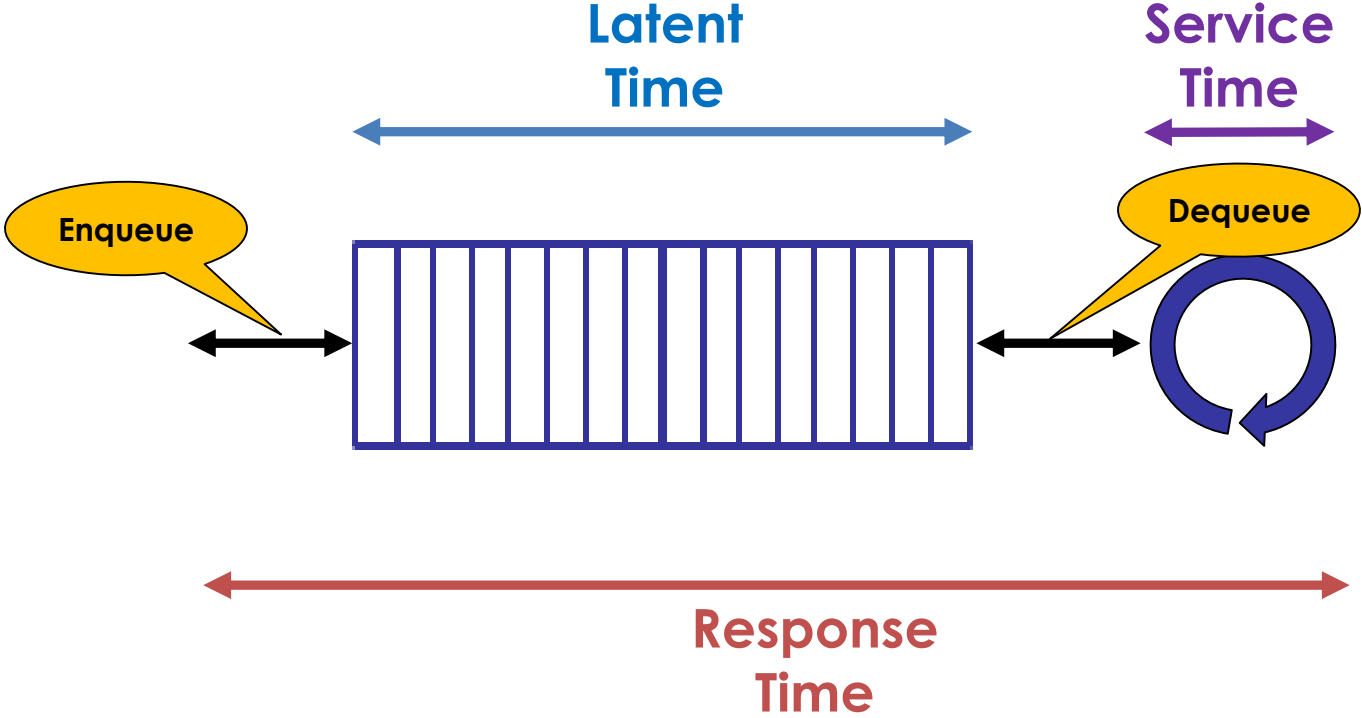 Latent
Time
Service
Time
Enqueue
Dequeue
Response
Time